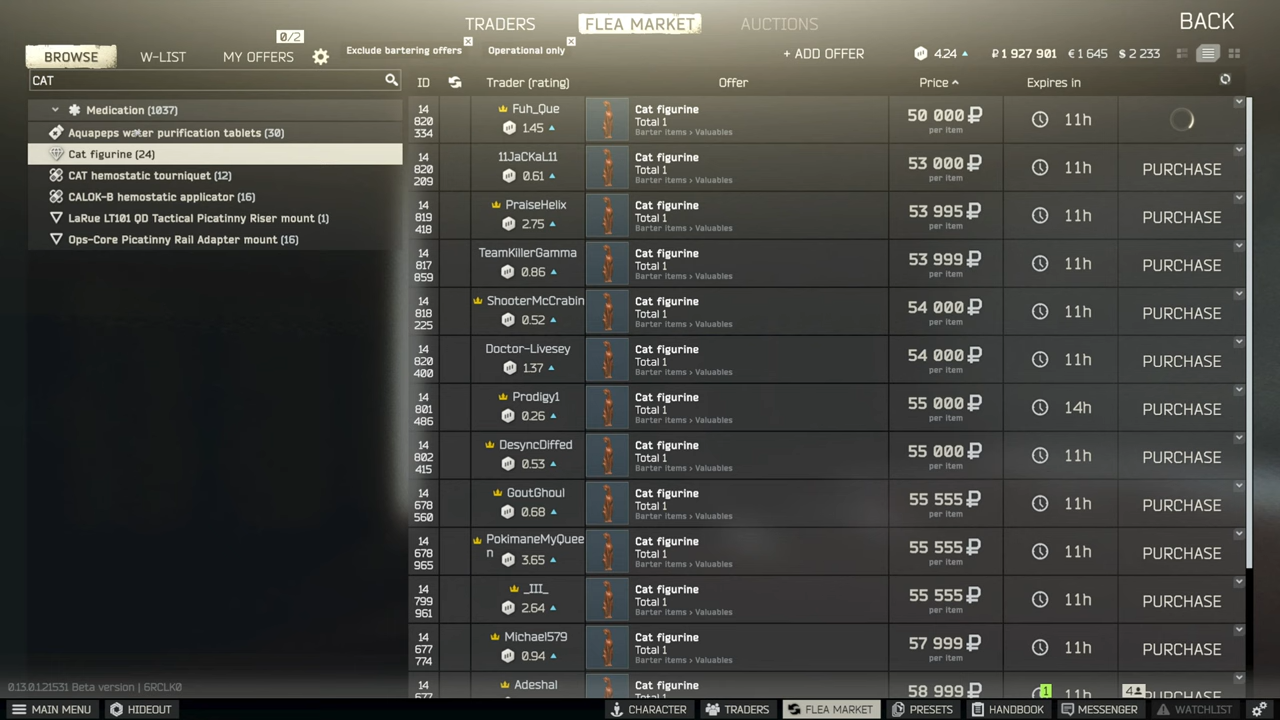 TRADERS
FLEA MARKET
AUCTIONS
BACK
0/2
BROWSE
W-LIST
MY OFFERS
Exclude bartering offers
Operational only
+ ADD OFFER
4.24
₽ 1 927 901
€ 1 645
$ 2 233
CAT
ID
Trader (rating)
Offer
Price
Expires in
Medication (1037)
Aquapeps water purification tablets (30)
Cat figurine (24)
CAT hemostatic tourniquet (12)
CALOK-B hemostatic applicator (16)
LaRue LT101 QD Tactical Picatinny Riser mount (1)
Ops-Core Picatinny Rail Adapter mount (16)
14
820
334
Fuh_Que
1.45
Cat figurine
Total 1
Barter items > Valuables
50 000 ₽
per item
11h
14
820
209
11JaCKaL11
0.61
Cat figurine
Total 1
Barter items > Valuables
53 000 ₽
per item
11h
PURCHASE
14
819
418
PraiseHelix
2.75
Cat figurine
Total 1
Barter items > Valuables
53 995 ₽
per item
11h
PURCHASE
14
817
859
TeamKillerGamma
0.86
Cat figurine
Total 1
Barter items > Valuables
53 999 ₽
per item
11h
PURCHASE
14
818
225
ShooterMcCrabin
0.52
Cat figurine
Total 1
Barter items > Valuables
54 000 ₽
per item
11h
PURCHASE
14
820
400
Doctor-Livesey
1.37
Cat figurine
Total 1
Barter items > Valuables
54 000 ₽
per item
11h
PURCHASE
14
801
486
Prodigy1
0.26
Cat figurine
Total 1
Barter items > Valuables
55 000 ₽
per item
14h
PURCHASE
14
802
415
DesyncDiffed
0.53
Cat figurine
Total 1
Barter items > Valuables
55 000 ₽
per item
11h
PURCHASE
14
678
560
GoutGhoul
0.68
Cat figurine
Total 1
Barter items > Valuables
55 555 ₽
per item
11h
PURCHASE
14
678
965
PokimaneMyQuee
n
3.65
Cat figurine
Total 1
Barter items > Valuables
55 555 ₽
per item
11h
PURCHASE
14
799
961
_III_
2.64
Cat figurine
Total 1
Barter items > Valuables
55 555 ₽
per item
11h
PURCHASE
14
677
774
Michael579
0.94
Cat figurine
Total 1
Barter items > Valuables
57 999 ₽
per item
11h
PURCHASE
14
677
Adeshal
Cat figurine
Total 1
58 999 ₽
11h
PURCHASE
0.13.0.1.21531 Beta version | 6RCLK0
1
4
MAIN MENU
HIDEOUT
CHARACTER
TRADERS
FLEA MARKET
PRESETS
HANDBOOK
MESSENGER
WATCHLIST